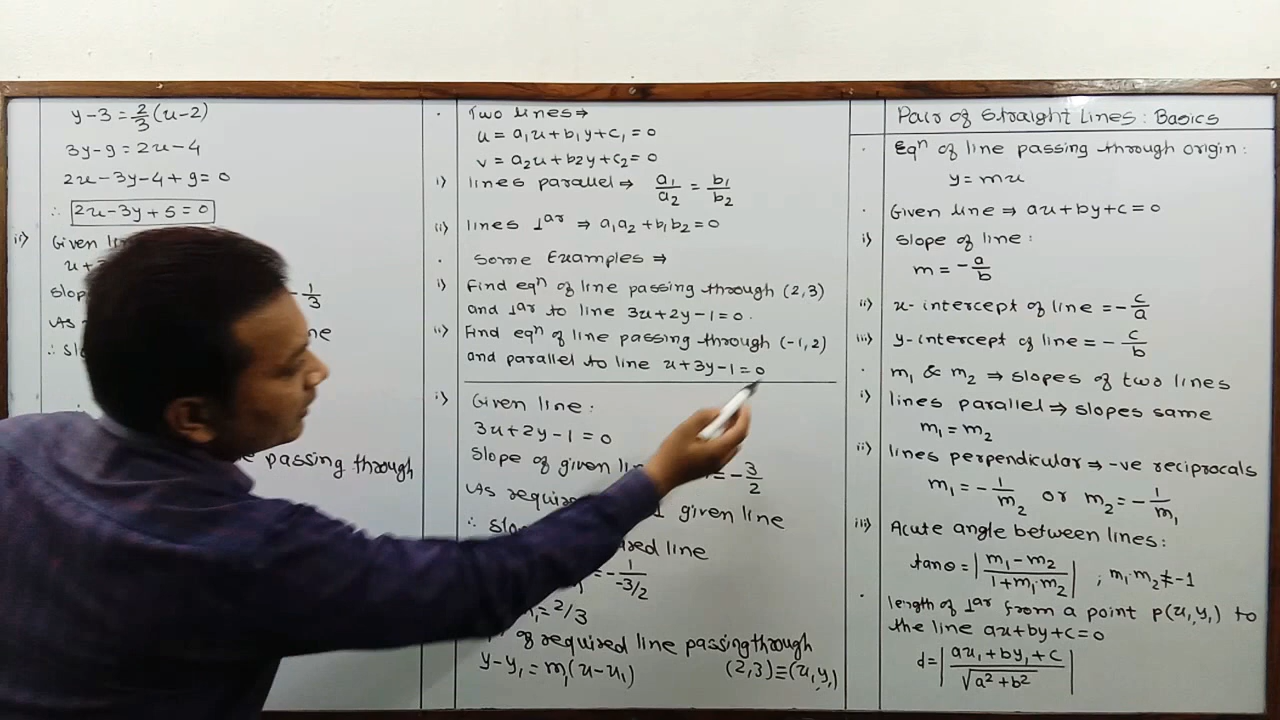 y-3 = 2/3 (x-2)
3y-9 = 2x-4
2x-3y-4+9=0
∴ 2x-3y+5=0
ii) Given
- 1/3
passing through
· Two lines ⇒
u = a₁x+b₁y+c₁=0
v = a₂x+b₂y+c₂=0
i) lines parallel ⇒ a₁/a₂ = b₁/b₂
ii) lines ⊥ar ⇒ a₁a₂+b₁b₂=0
· Some Examples ⇒
i) Find eqⁿ of line passing through (2,3)
and ⊥ar to line 3x+2y-1=0.
ii) Find eqⁿ of line passing through (-1,2)
and parallel to line x+3y-1=0
i) Given line:
3x+2y-1=0
Slope of given
= -3/2
As
given line
line
= - 1/(-3/2)
= 2/3
of required line passing through
y-y₁=m₁(x-x₁) (2,3)≡(x₁,y₁)
Pair of Straight Lines: Basics
· Eqⁿ of line passing through origin:
y=mx
· Given line ⇒ ax+by+c=0
i) Slope of line:
m = -a/b
ii) x-intercept of line = -c/a
iii) y-intercept of line = -c/b
· m₁ & m₂ ⇒ slopes of two lines
i) lines parallel ⇒ slopes same
m₁=m₂
ii) lines perpendicular ⇒ -ve reciprocals
m₁ = -1/m₂ or m₂ = -1/m₁
iii) Acute angle between lines:
tanθ = |(m₁-m₂)/(1+m₁·m₂)| , m₁·m₂≠-1
· length of ⊥ar from a point P(x₁,y₁) to
the line ax+by+c=0
d = |(ax₁+by₁+c)/√(a²+b²)|